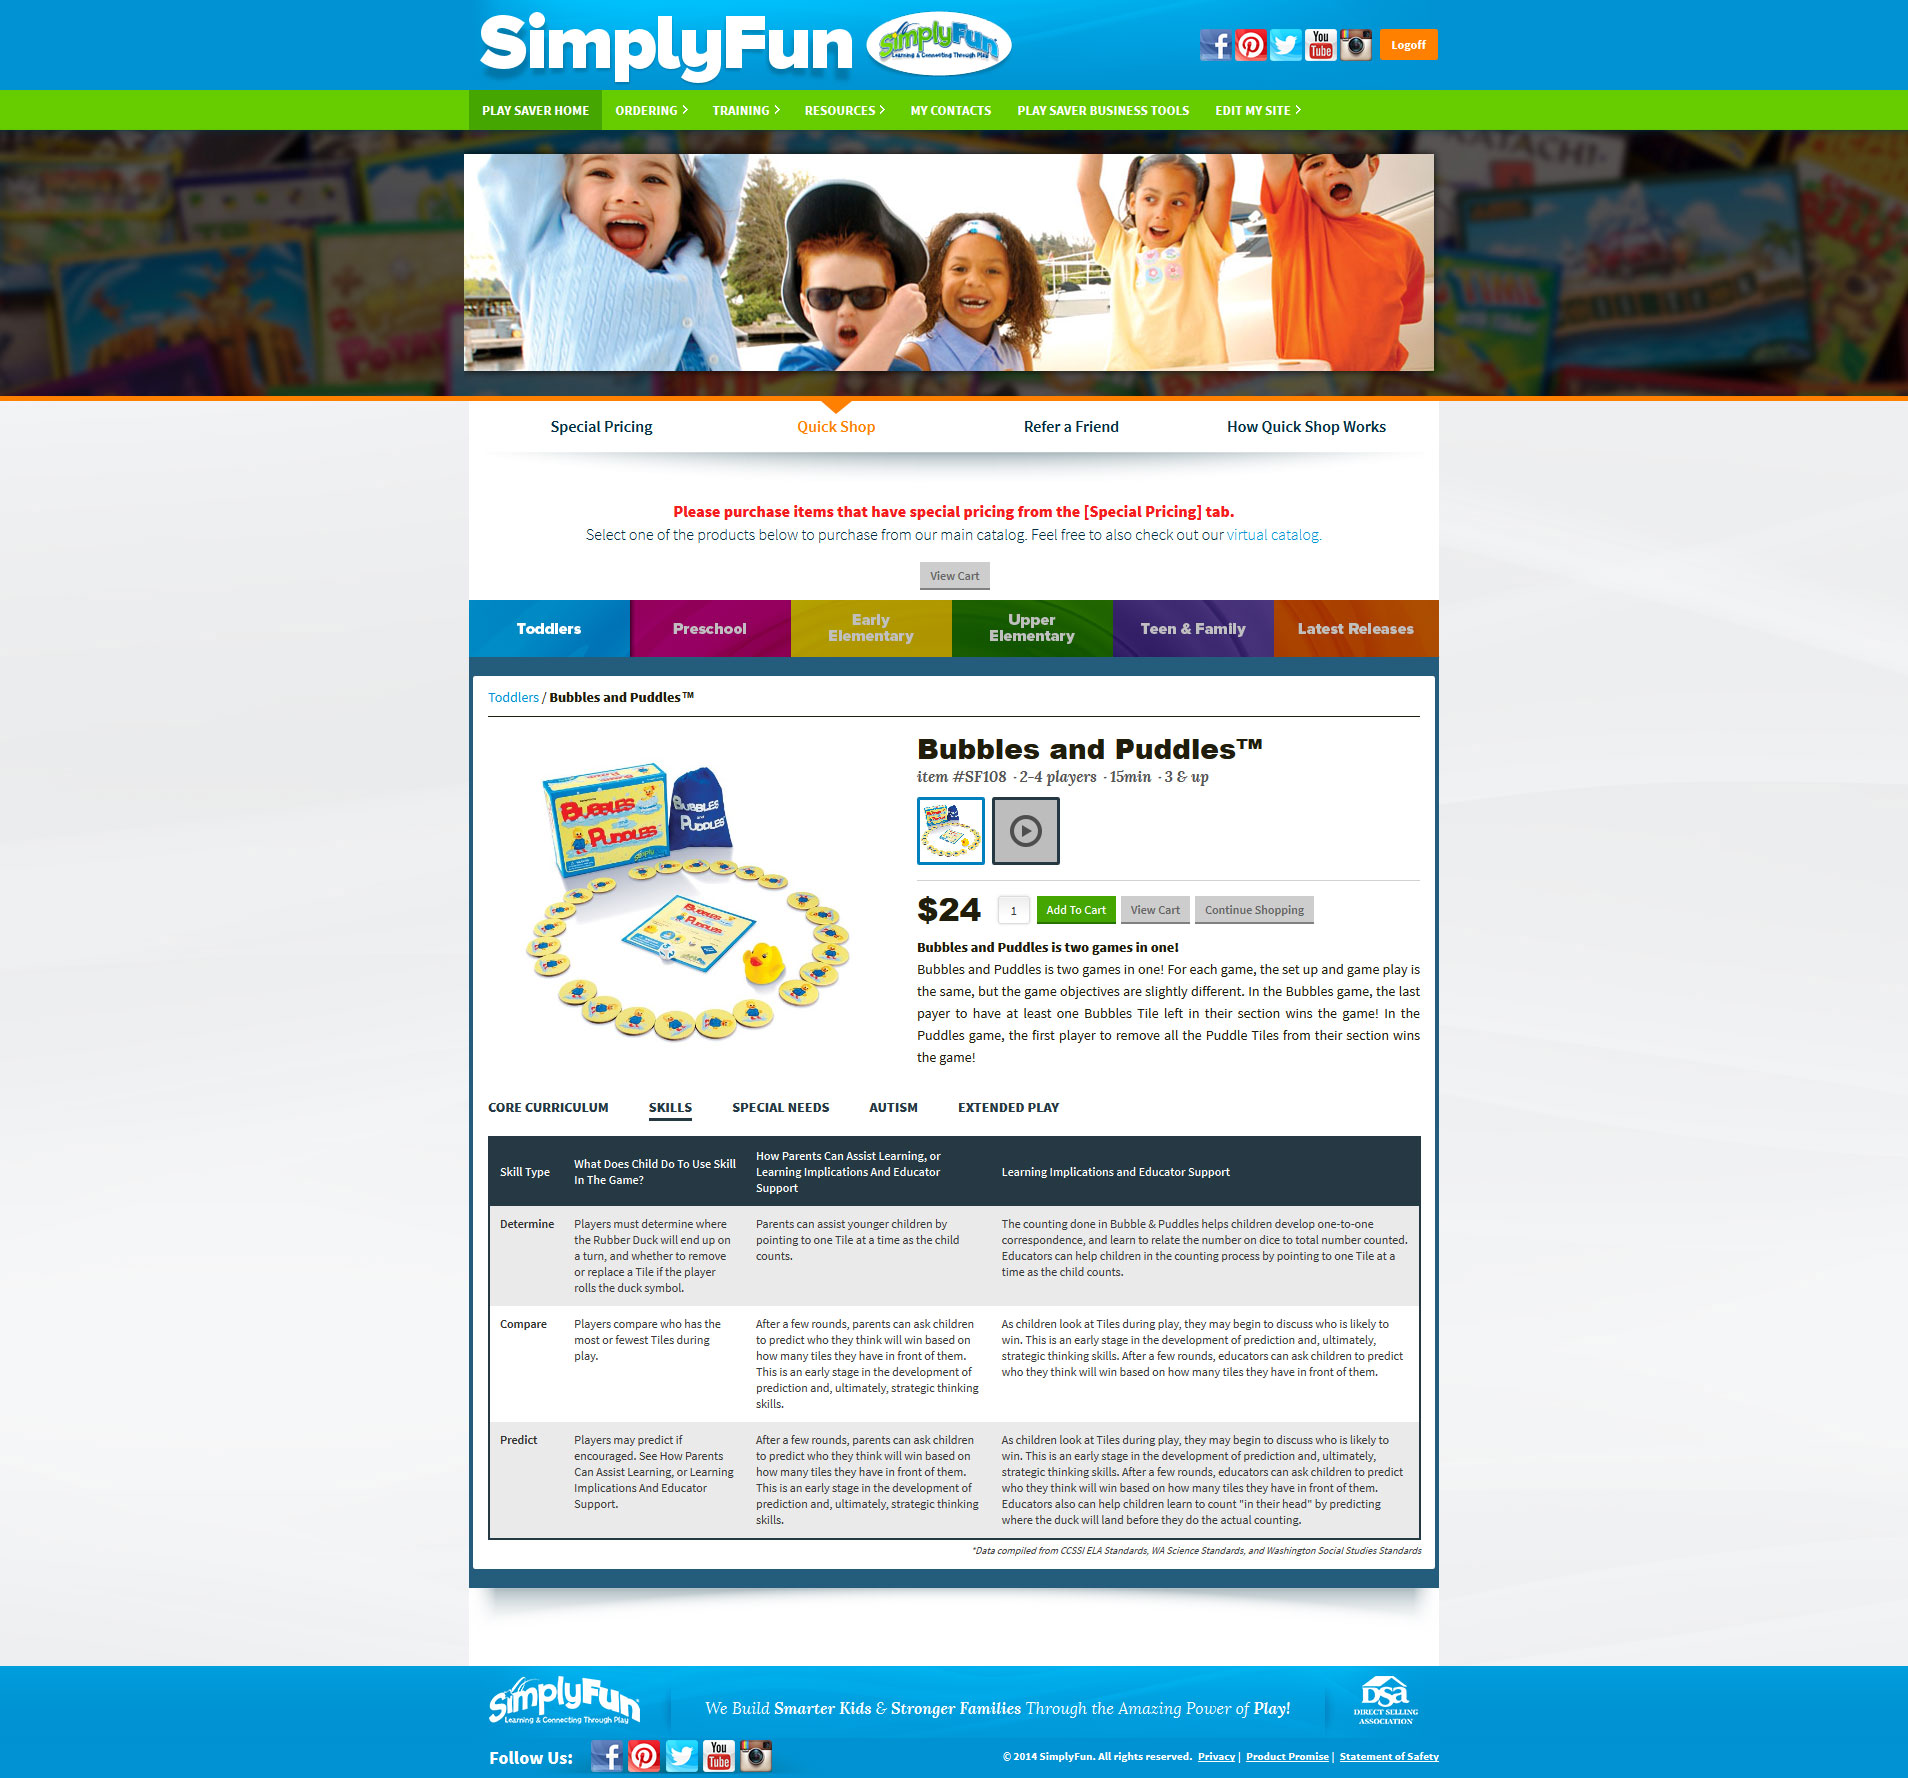 SimplyFun
SimplyFun
Learning & Connecting Through Play
You
Tube
Logoff
PLAY SAVER HOME
ORDERING
TRAINING
RESOURCES
MY CONTACTS
PLAY SAVER BUSINESS TOOLS
EDIT MY SITE
Special Pricing
Quick Shop
Refer a Friend
How Quick Shop Works
Please purchase items that have special pricing from the [Special Pricing] tab.
Select one of the products below to purchase from our main catalog. Feel free to also check out our virtual catalog.
View Cart
Toddlers
Preschool
Early
Elementary
Upper
Elementary
Teen & Family
Latest Releases
Toddlers / Bubbles and Puddles™
BUBBLES
PUDDLES
BUBBLES
and
PUDDLES
BUBBLES
PUDDLES
Bubbles and Puddles™
item #SF108 · 2-4 players · 15min · 3 & up
$24
1
Add To Cart
View Cart
Continue Shopping
Bubbles and Puddles is two games in one!
Bubbles and Puddles is two games in one! For each game, the set up and game play is
the same, but the game objectives are slightly different. In the Bubbles game, the last
payer to have at least one Bubbles Tile left in their section wins the game! In the
Puddles game, the first player to remove all the Puddle Tiles from their section wins
the game!
CORE CURRICULUM
SKILLS
SPECIAL NEEDS
AUTISM
EXTENDED PLAY
Skill Type
What Does Child Do To Use Skill
In The Game?
How Parents Can Assist Learning, or
Learning Implications And Educator
Support
Learning Implications and Educator Support
Determine
Players must determine where
the Rubber Duck will end up on
a turn, and whether to remove
or replace a Tile if the player
rolls the duck symbol.
Parents can assist younger children by
pointing to one Tile at a time as the child
counts.
The counting done in Bubble & Puddles helps children develop one-to-one
correspondence, and learn to relate the number on dice to total number counted.
Educators can help children in the counting process by pointing to one Tile at a
time as the child counts.
Compare
Players compare who has the
most or fewest Tiles during
play.
After a few rounds, parents can ask children
to predict who they think will win based on
how many tiles they have in front of them.
This is an early stage in the development of
prediction and, ultimately, strategic thinking
skills.
As children look at Tiles during play, they may begin to discuss who is likely to
win. This is an early stage in the development of prediction and, ultimately,
strategic thinking skills. After a few rounds, educators can ask children to predict
who they think will win based on how many tiles they have in front of them.
Predict
Players may predict if
encouraged. See How Parents
Can Assist Learning, or Learning
Implications And Educator
Support.
After a few rounds, parents can ask children
to predict who they think will win based on
how many tiles they have in front of them.
This is an early stage in the development of
prediction and, ultimately, strategic thinking
skills.
As children look at Tiles during play, they may begin to discuss who is likely to
win. This is an early stage in the development of prediction and, ultimately,
strategic thinking skills. After a few rounds, educators can ask children to predict
who they think will win based on how many tiles they have in front of them.
Educators also can help children learn to count "in their head" by predicting
where the duck will land before they do the actual counting.
*Data compiled from CCSSI ELA Standards, WA Science Standards, and Washington Social Studies Standards
SimplyFun
Learning & Connecting Through Play
We Build Smarter Kids & Stronger Families Through the Amazing Power of Play!
DSA
DIRECT SELLING
ASSOCIATION
Follow Us:
You
Tube
© 2014 SimplyFun. All rights reserved. Privacy | Product Promise | Statement of Safety